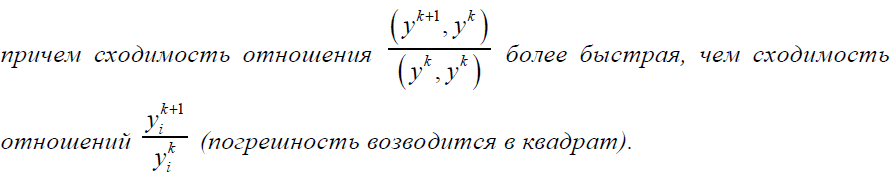 причем сходимость отношения (y^{k+1}, y^k) / (y^k, y^k) более быстрая, чем сходимость
отношений y_i^{k+1} / y_i^k (погрешность возводится в квадрат).